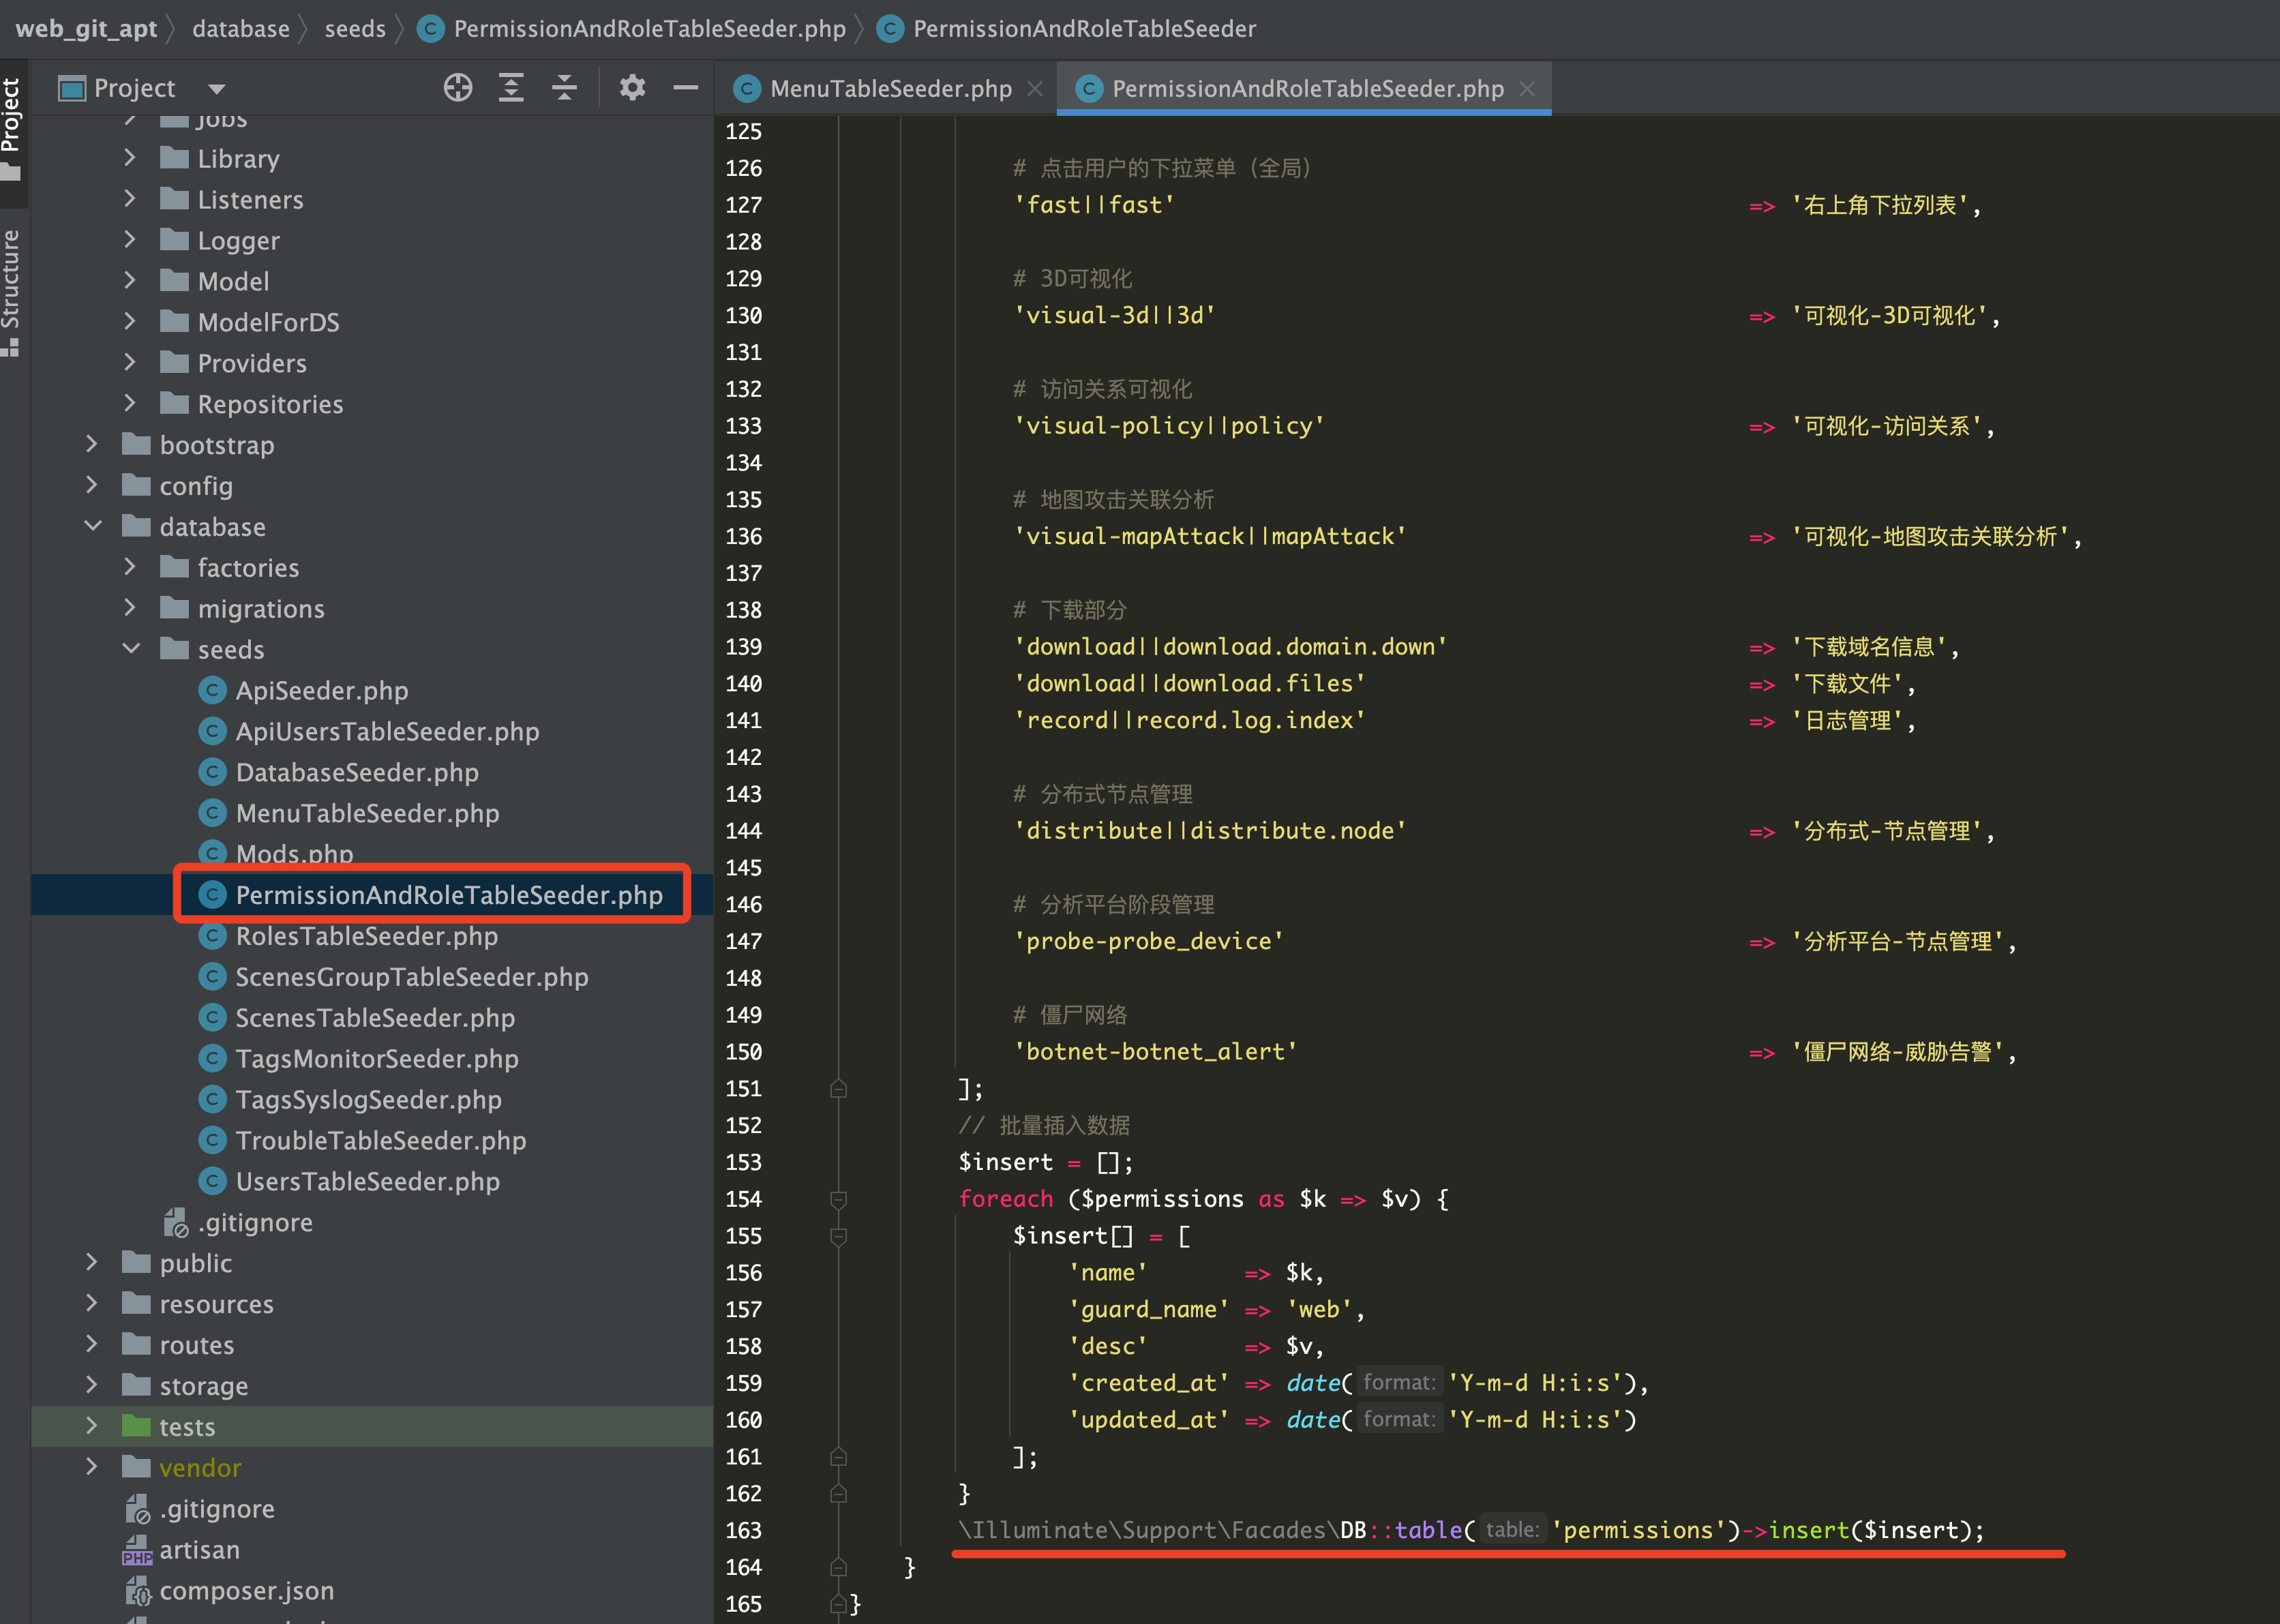 web_git_apt
database
seeds
PermissionAndRoleTableSeeder.php
PermissionAndRoleTableSeeder
Project
Structure
Project
Jobs
Library
Listeners
Logger
Model
ModelForDS
Providers
Repositories
bootstrap
config
database
factories
migrations
seeds
ApiSeeder.php
ApiUsersTableSeeder.php
DatabaseSeeder.php
MenuTableSeeder.php
Mods.php
PermissionAndRoleTableSeeder.php
RolesTableSeeder.php
ScenesGroupTableSeeder.php
ScenesTableSeeder.php
TagsMonitorSeeder.php
TagsSyslogSeeder.php
TroubleTableSeeder.php
UsersTableSeeder.php
.gitignore
public
resources
routes
storage
tests
vendor
.gitignore
artisan
composer.json
MenuTableSeeder.php
PermissionAndRoleTableSeeder.php
125
126 # 点击用户的下拉菜单（全局）
127 'fast||fast' => '右上角下拉列表',
128
129 # 3D可视化
130 'visual-3d||3d' => '可视化-3D可视化',
131
132 # 访问关系可视化
133 'visual-policy||policy' => '可视化-访问关系',
134
135 # 地图攻击关联分析
136 'visual-mapAttack||mapAttack' => '可视化-地图攻击关联分析',
137
138 # 下载部分
139 'download||download.domain.down' => '下载域名信息',
140 'download||download.files' => '下载文件',
141 'record||record.log.index' => '日志管理',
142
143 # 分布式节点管理
144 'distribute||distribute.node' => '分布式-节点管理',
145
146 # 分析平台阶段管理
147 'probe-probe_device' => '分析平台-节点管理',
148
149 # 僵尸网络
150 'botnet-botnet_alert' => '僵尸网络-威胁告警',
151 ];
152 // 批量插入数据
153 $insert = [];
154 foreach ($permissions as $k => $v) {
155 $insert[] = [
156 'name' => $k,
157 'guard_name' => 'web',
158 'desc' => $v,
159 'created_at' => date( format: 'Y-m-d H:i:s'),
160 'updated_at' => date( format: 'Y-m-d H:i:s')
161 ];
162 }
163 \Illuminate\Support\Facades\DB::table( table: 'permissions')->insert($insert);
164 }
165 }